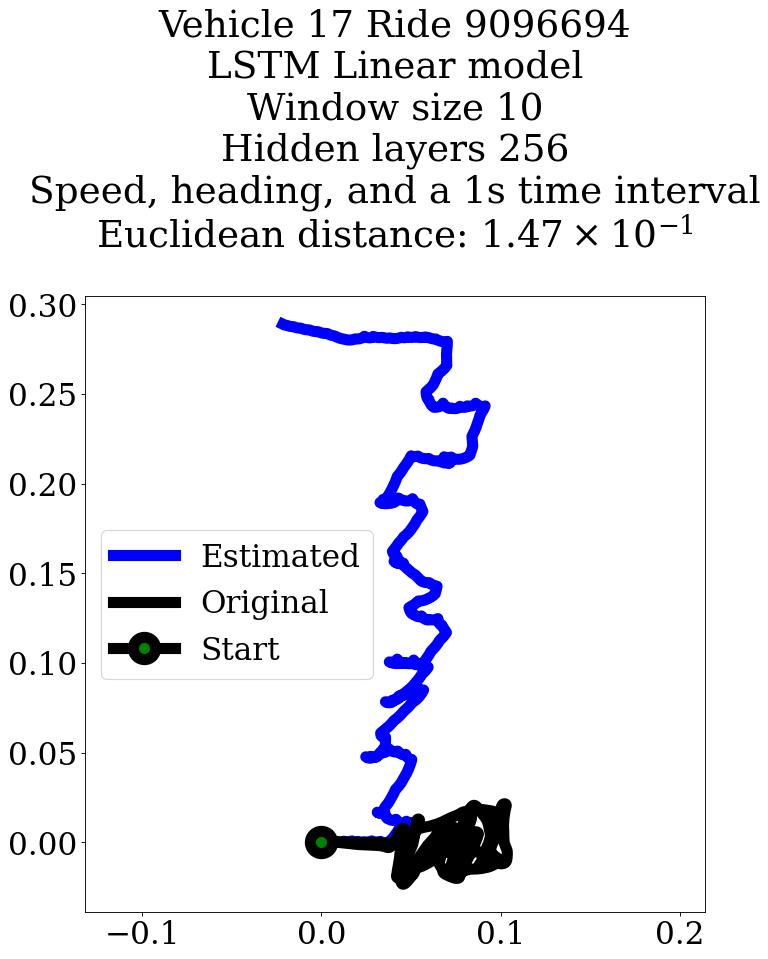 Vehicle 17 Ride 9096694
LSTM Linear model
Window size 10
Hidden layers 256
Speed, heading, and a 1s time interval
Euclidean distance: 1.47 × 10⁻¹
0.30
0.25
0.20
0.15
0.10
0.05
0.00
Estimated
Original
Start
−0.1
0.0
0.1
0.2